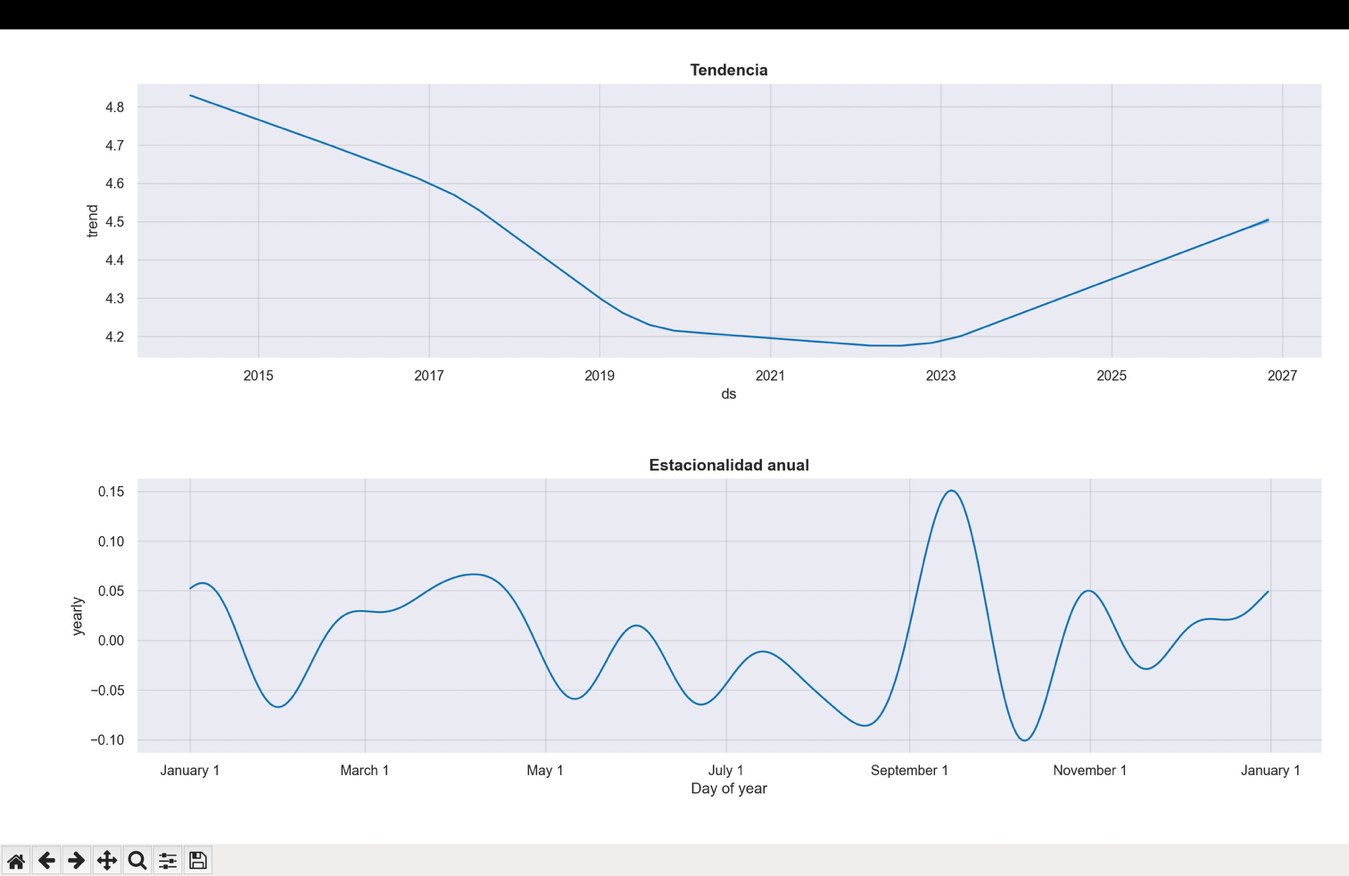 Tendencia
4.8
4.7
4.6
4.5
4.4
4.3
4.2
trend
2015 2017 2019 2021 2023 2025 2027
ds
Estacionalidad anual
0.15
0.10
0.05
0.00
−0.05
−0.10
yearly
January 1 March 1 May 1 July 1 September 1 November 1 January 1
Day of year